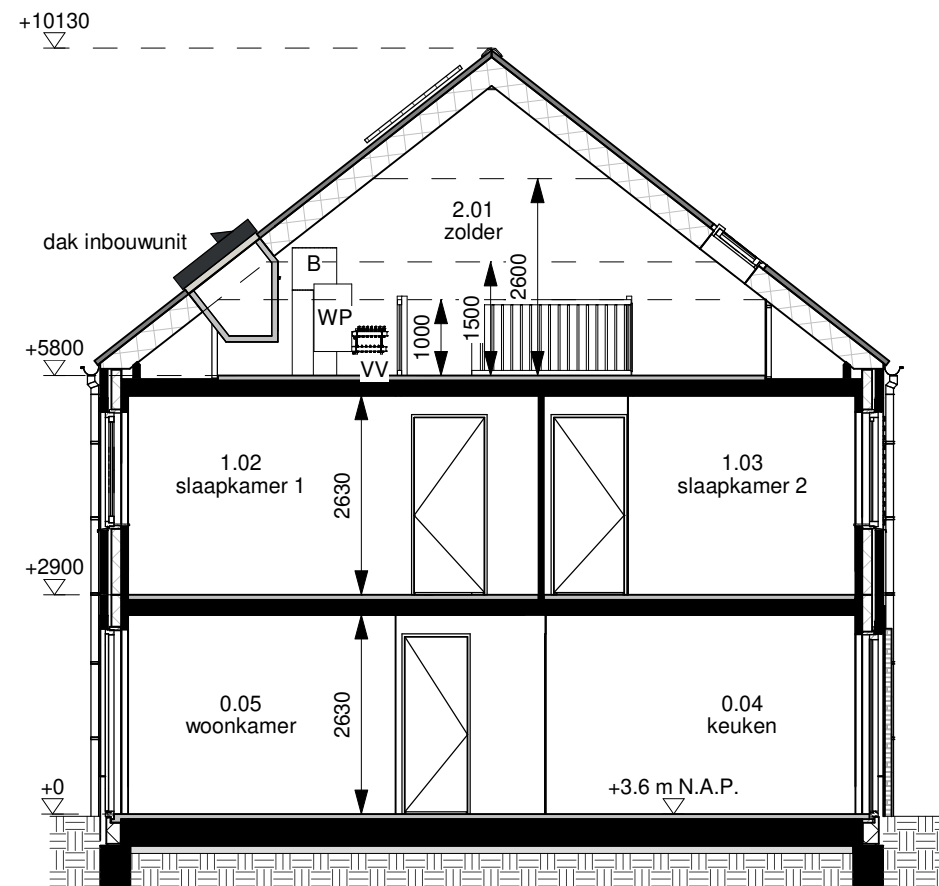 +10130
2.01
zolder
dak inbouwunit
B
2600
WP
1500
1000
+5800
VV
1.02
slaapkamer 1
2630
1.03
slaapkamer 2
+2900
0.05
woonkamer
2630
0.04
keuken
+0
+3.6 m N.A.P.